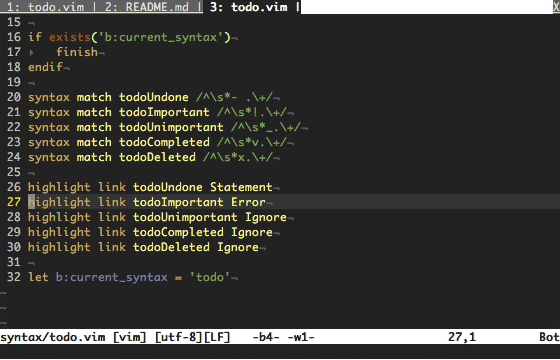 1: todo.vim | 2: README.md | 3: todo.vim | X
15 ¬
16 if exists('b:current_syntax')¬
17 ▸   finish¬
18 endif¬
19 ¬
20 syntax match todoUndone /^\s*- .\+/¬
21 syntax match todoImportant /^\s*!.\+/¬
22 syntax match todoUnimportant /^\s*_.\+/¬
23 syntax match todoCompleted /^\s*v.\+/¬
24 syntax match todoDeleted /^\s*x.\+/¬
25 ¬
26 highlight link todoUndone Statement¬
27 highlight link todoImportant Error¬
28 highlight link todoUnimportant Ignore¬
29 highlight link todoCompleted Ignore¬
30 highlight link todoDeleted Ignore¬
31 ¬
32 let b:current_syntax = 'todo'¬
~
~
~
syntax/todo.vim [vim] [utf-8][LF]   -b4- -w1-   27,1   Bot